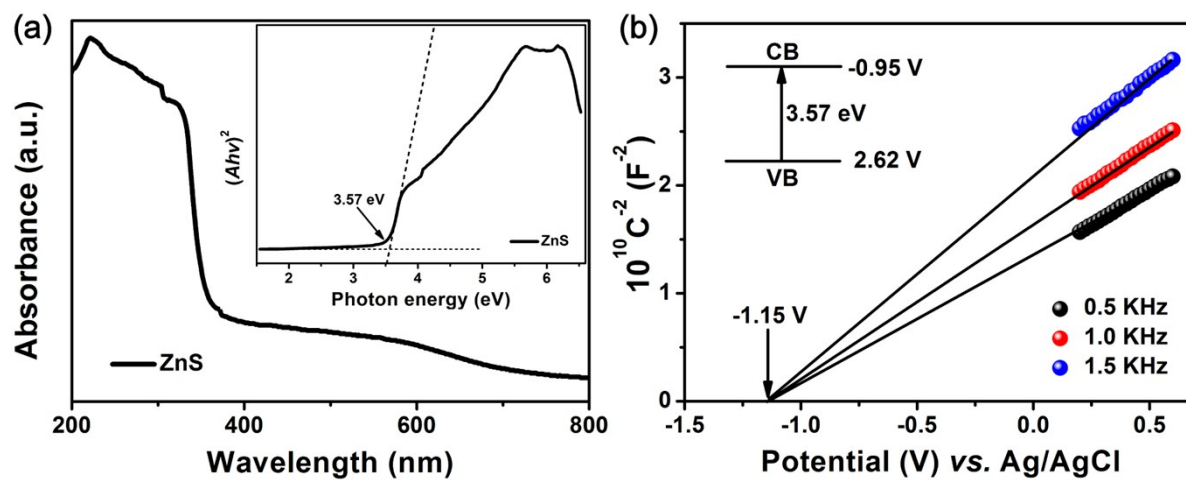 (a)
Absorbance (a.u.)
(Ahν)²
3.57 eV
ZnS
2 3 4 5 6
Photon energy (eV)
ZnS
200 400 600 800
Wavelength (nm)
(b)
10¹⁰ C⁻² (F⁻²)
3
2
1
0
CB
-0.95 V
3.57 eV
2.62 V
VB
-1.15 V
0.5 KHz
1.0 KHz
1.5 KHz
-1.5 -1.0 -0.5 0.0 0.5
Potential (V) vs. Ag/AgCl